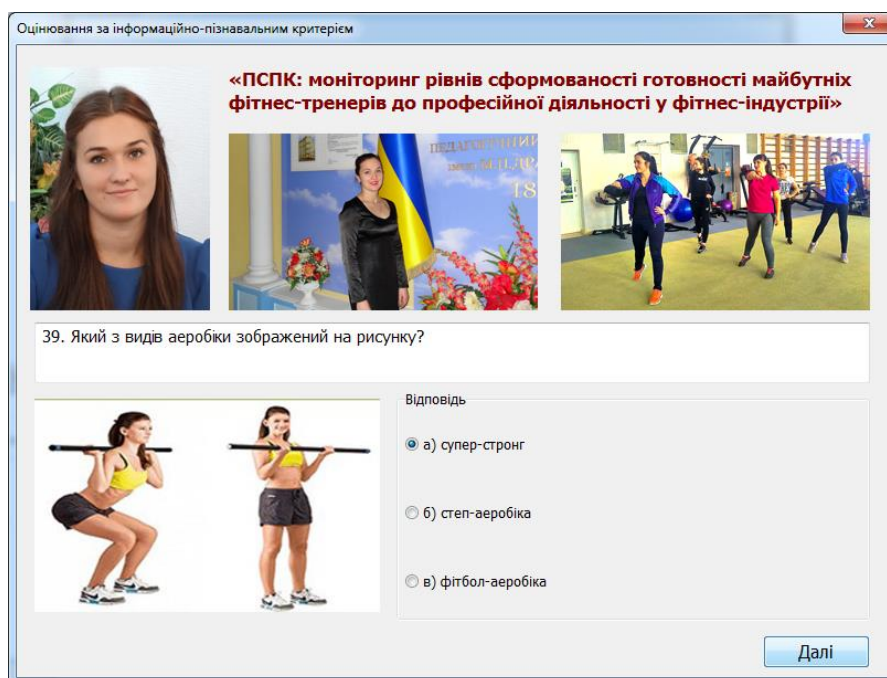 Оцінювання за інформаційно-пізнавальним критерієм
«ПСПК: моніторинг рівнів сформованості готовності майбутніх
фітнес-тренерів до професійної діяльності у фітнес-індустрії»
39. Який з видів аеробіки зображений на рисунку?
Відповідь
а) супер-стронг
б) степ-аеробіка
в) фітбол-аеробіка
Далі